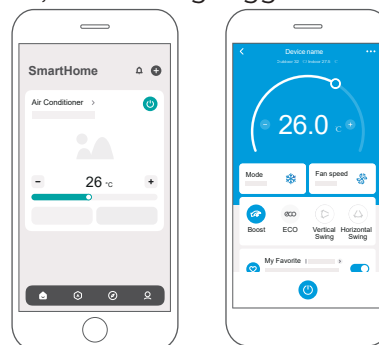 SmartHome
Air Conditioner >
- 26 °C +
Device name
- 26.0 c +
Mode
Fan speed
eco
Boost
ECO
Vertical Swing
Horizontal Swing
My Favorite